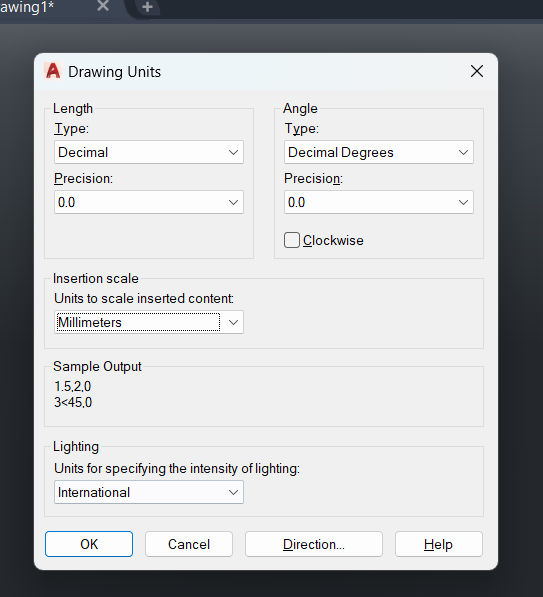 awing1*
Drawing Units
Length
Type:
Decimal
Precision:
0.0
Angle
Type:
Decimal Degrees
Precision:
0.0
Clockwise
Insertion scale
Units to scale inserted content:
Millimeters
Sample Output
1.5,2,0
3<45,0
Lighting
Units for specifying the intensity of lighting:
International
OK
Cancel
Direction...
Help